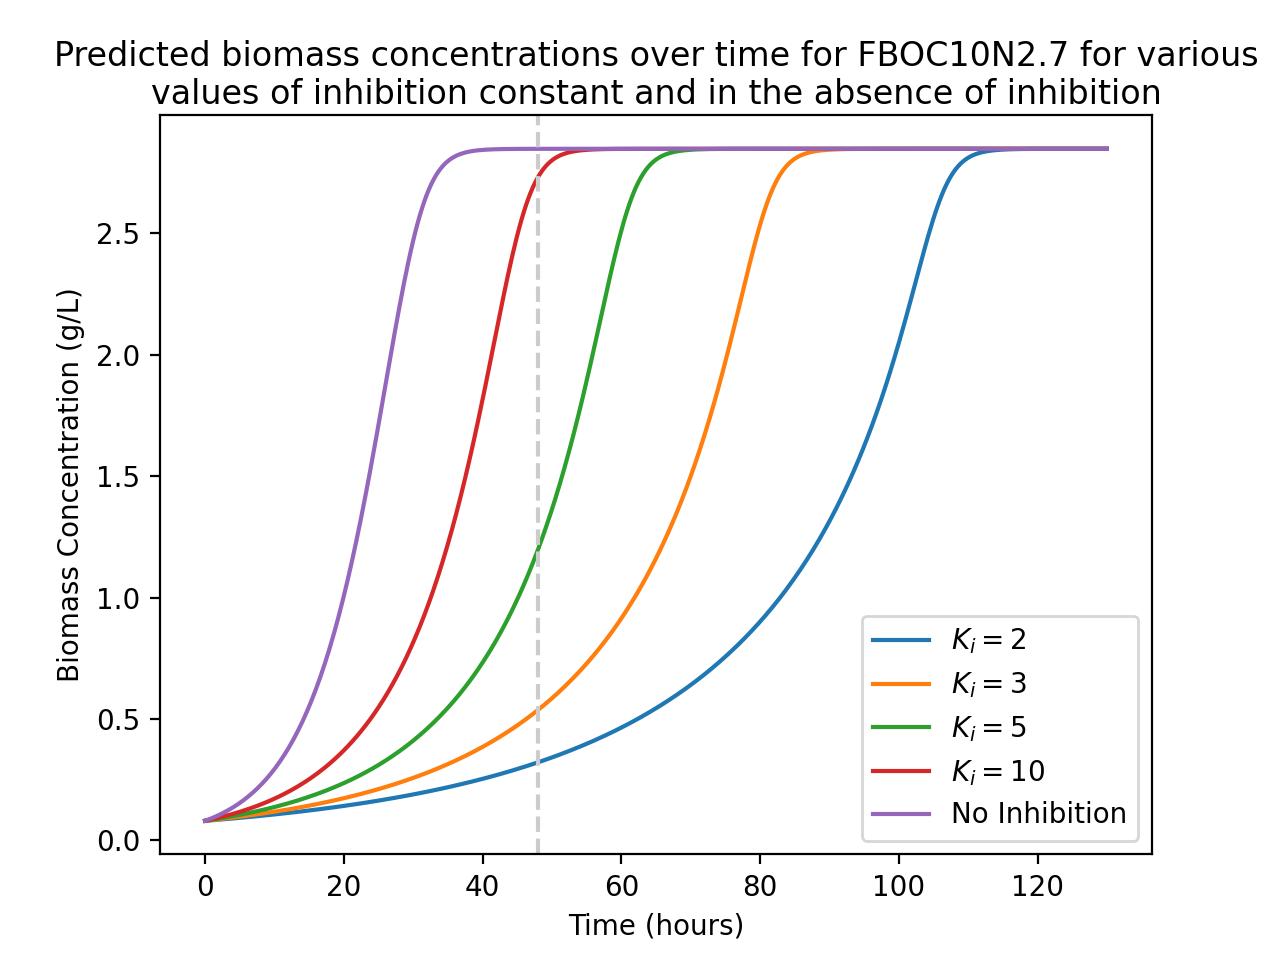 Predicted biomass concentrations over time for FBOC10N2.7 for various
values of inhibition constant and in the absence of inhibition
Biomass Concentration (g/L)
2.5
2.0
1.5
1.0
0.5
0.0
0 20 40 60 80 100 120
Time (hours)
K_i = 2
K_i = 3
K_i = 5
K_i = 10
No Inhibition